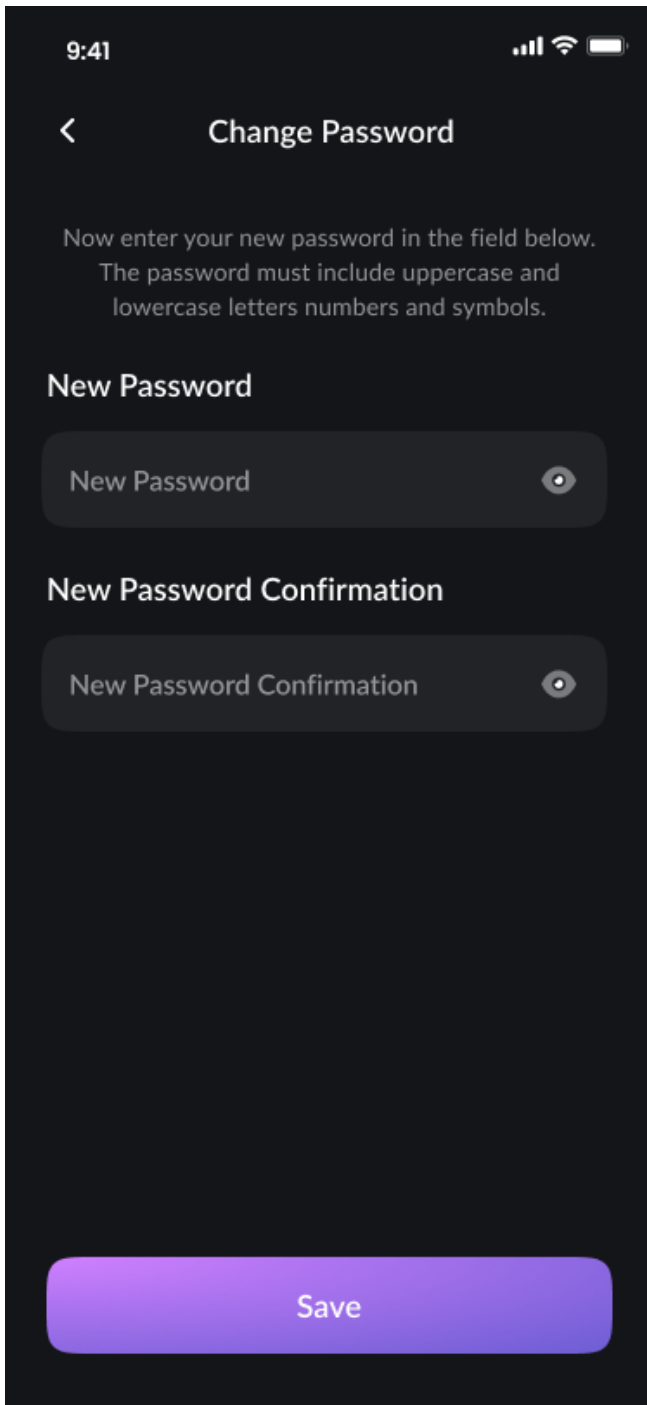 9:41
Change Password
Now enter your new password in the field below.
The password must include uppercase and
lowercase letters numbers and symbols.
New Password
New Password
New Password Confirmation
New Password Confirmation
Save